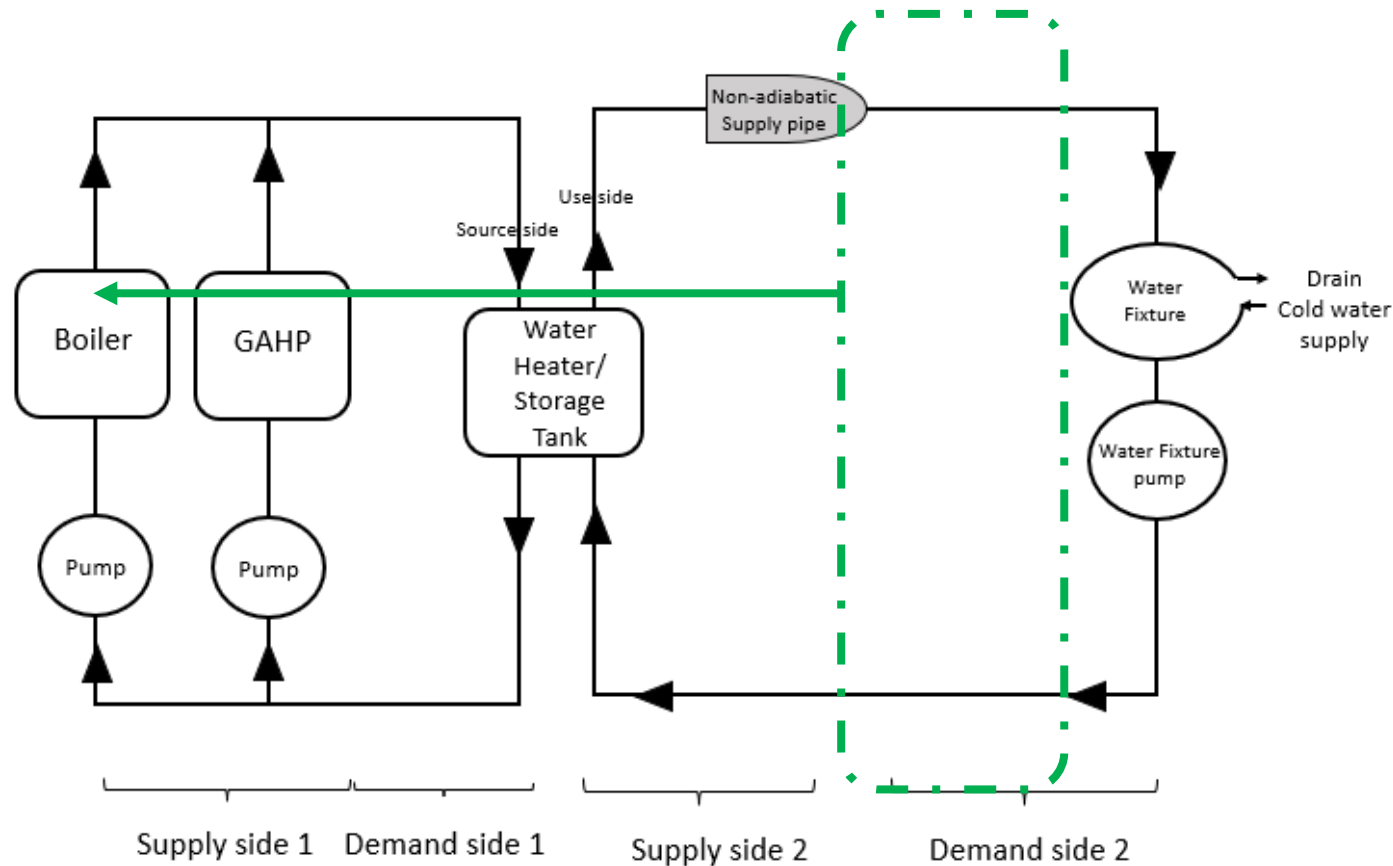 Non-adiabatic
Supply pipe
Use side
Source side
Boiler
GAHP
Water
Heater/
Storage
Tank
Water
Fixture
Drain
Cold water
supply
Water Fixture
pump
Pump
Pump
Supply side 1
Demand side 1
Supply side 2
Demand side 2